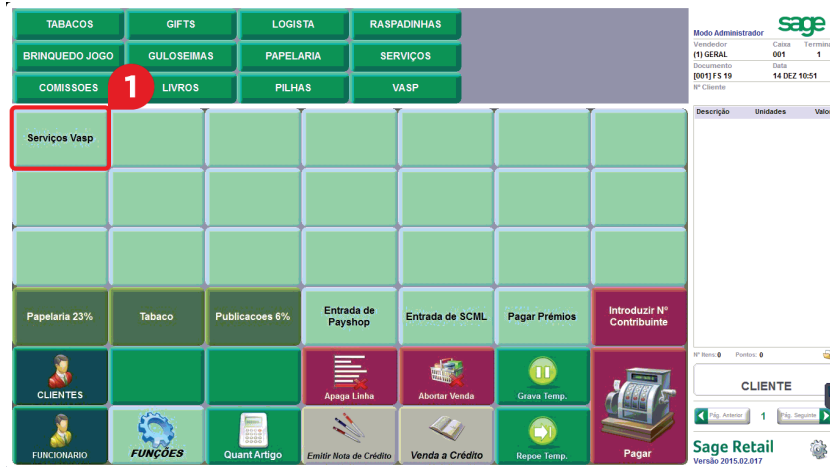 TABACOS
GIFTS
LOGISTA
RASPADINHAS
BRINQUEDO JOGO
GULOSEIMAS
PAPELARIA
SERVIÇOS
COMISSOES
LIVROS
PILHAS
VASP
1
Serviços Vasp
Papelaria 23%
Tabaco
Publicacoes 6%
Entrada de
Payshop
Entrada de SCML
Pagar Prémios
Introduzir Nº
Contribuinte
CLIENTES
Apaga Linha
Abortar Venda
Grava Temp.
FUNCIONARIO
FUNÇÕES
Quant Artigo
Emitir Nota de Crédito
Venda a Crédito
Repoe Temp.
Pagar
sage
Modo Administrador
Vendedor Caixa Termina
(1) GERAL 001 1
Documento Data
[001] FS 19 14 DEZ 10:51
Nº Cliente
Descrição Unidades Valo
Nº Itens: 0 Pontos: 0
CLIENTE
Pág. Anterior 1 Pág. Seguinte
Sage Retail
Versão 2015.02.017